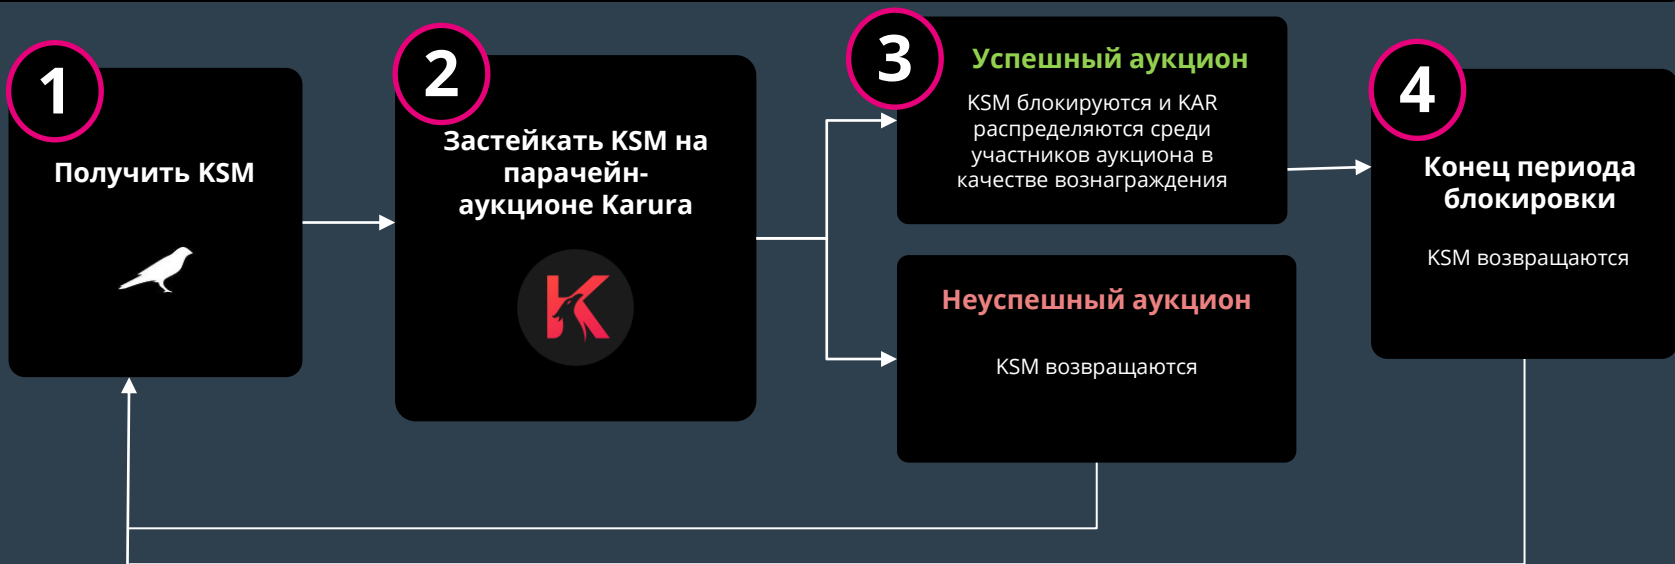 1
Получить KSM
2
Застейкать KSM на
парачейн-
аукционе Karura
K
3
Успешный аукцион
KSM блокируются и KAR
распределяются среди
участников аукциона в
качестве вознаграждения
Неуспешный аукцион
KSM возвращаются
4
Конец периода
блокировки
KSM возвращаются